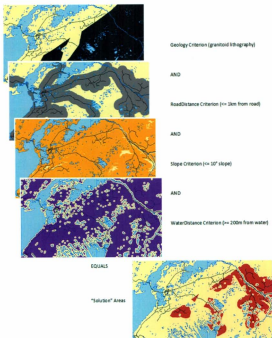 Geology Criterion (granitoid lithography)
AND
RoadDistance Criterion (<= 1km from road)
AND
Slope Criterion (<= 10° slope)
AND
WaterDistance Criterion (>= 200m from water)
EQUALS
"Solution" Areas